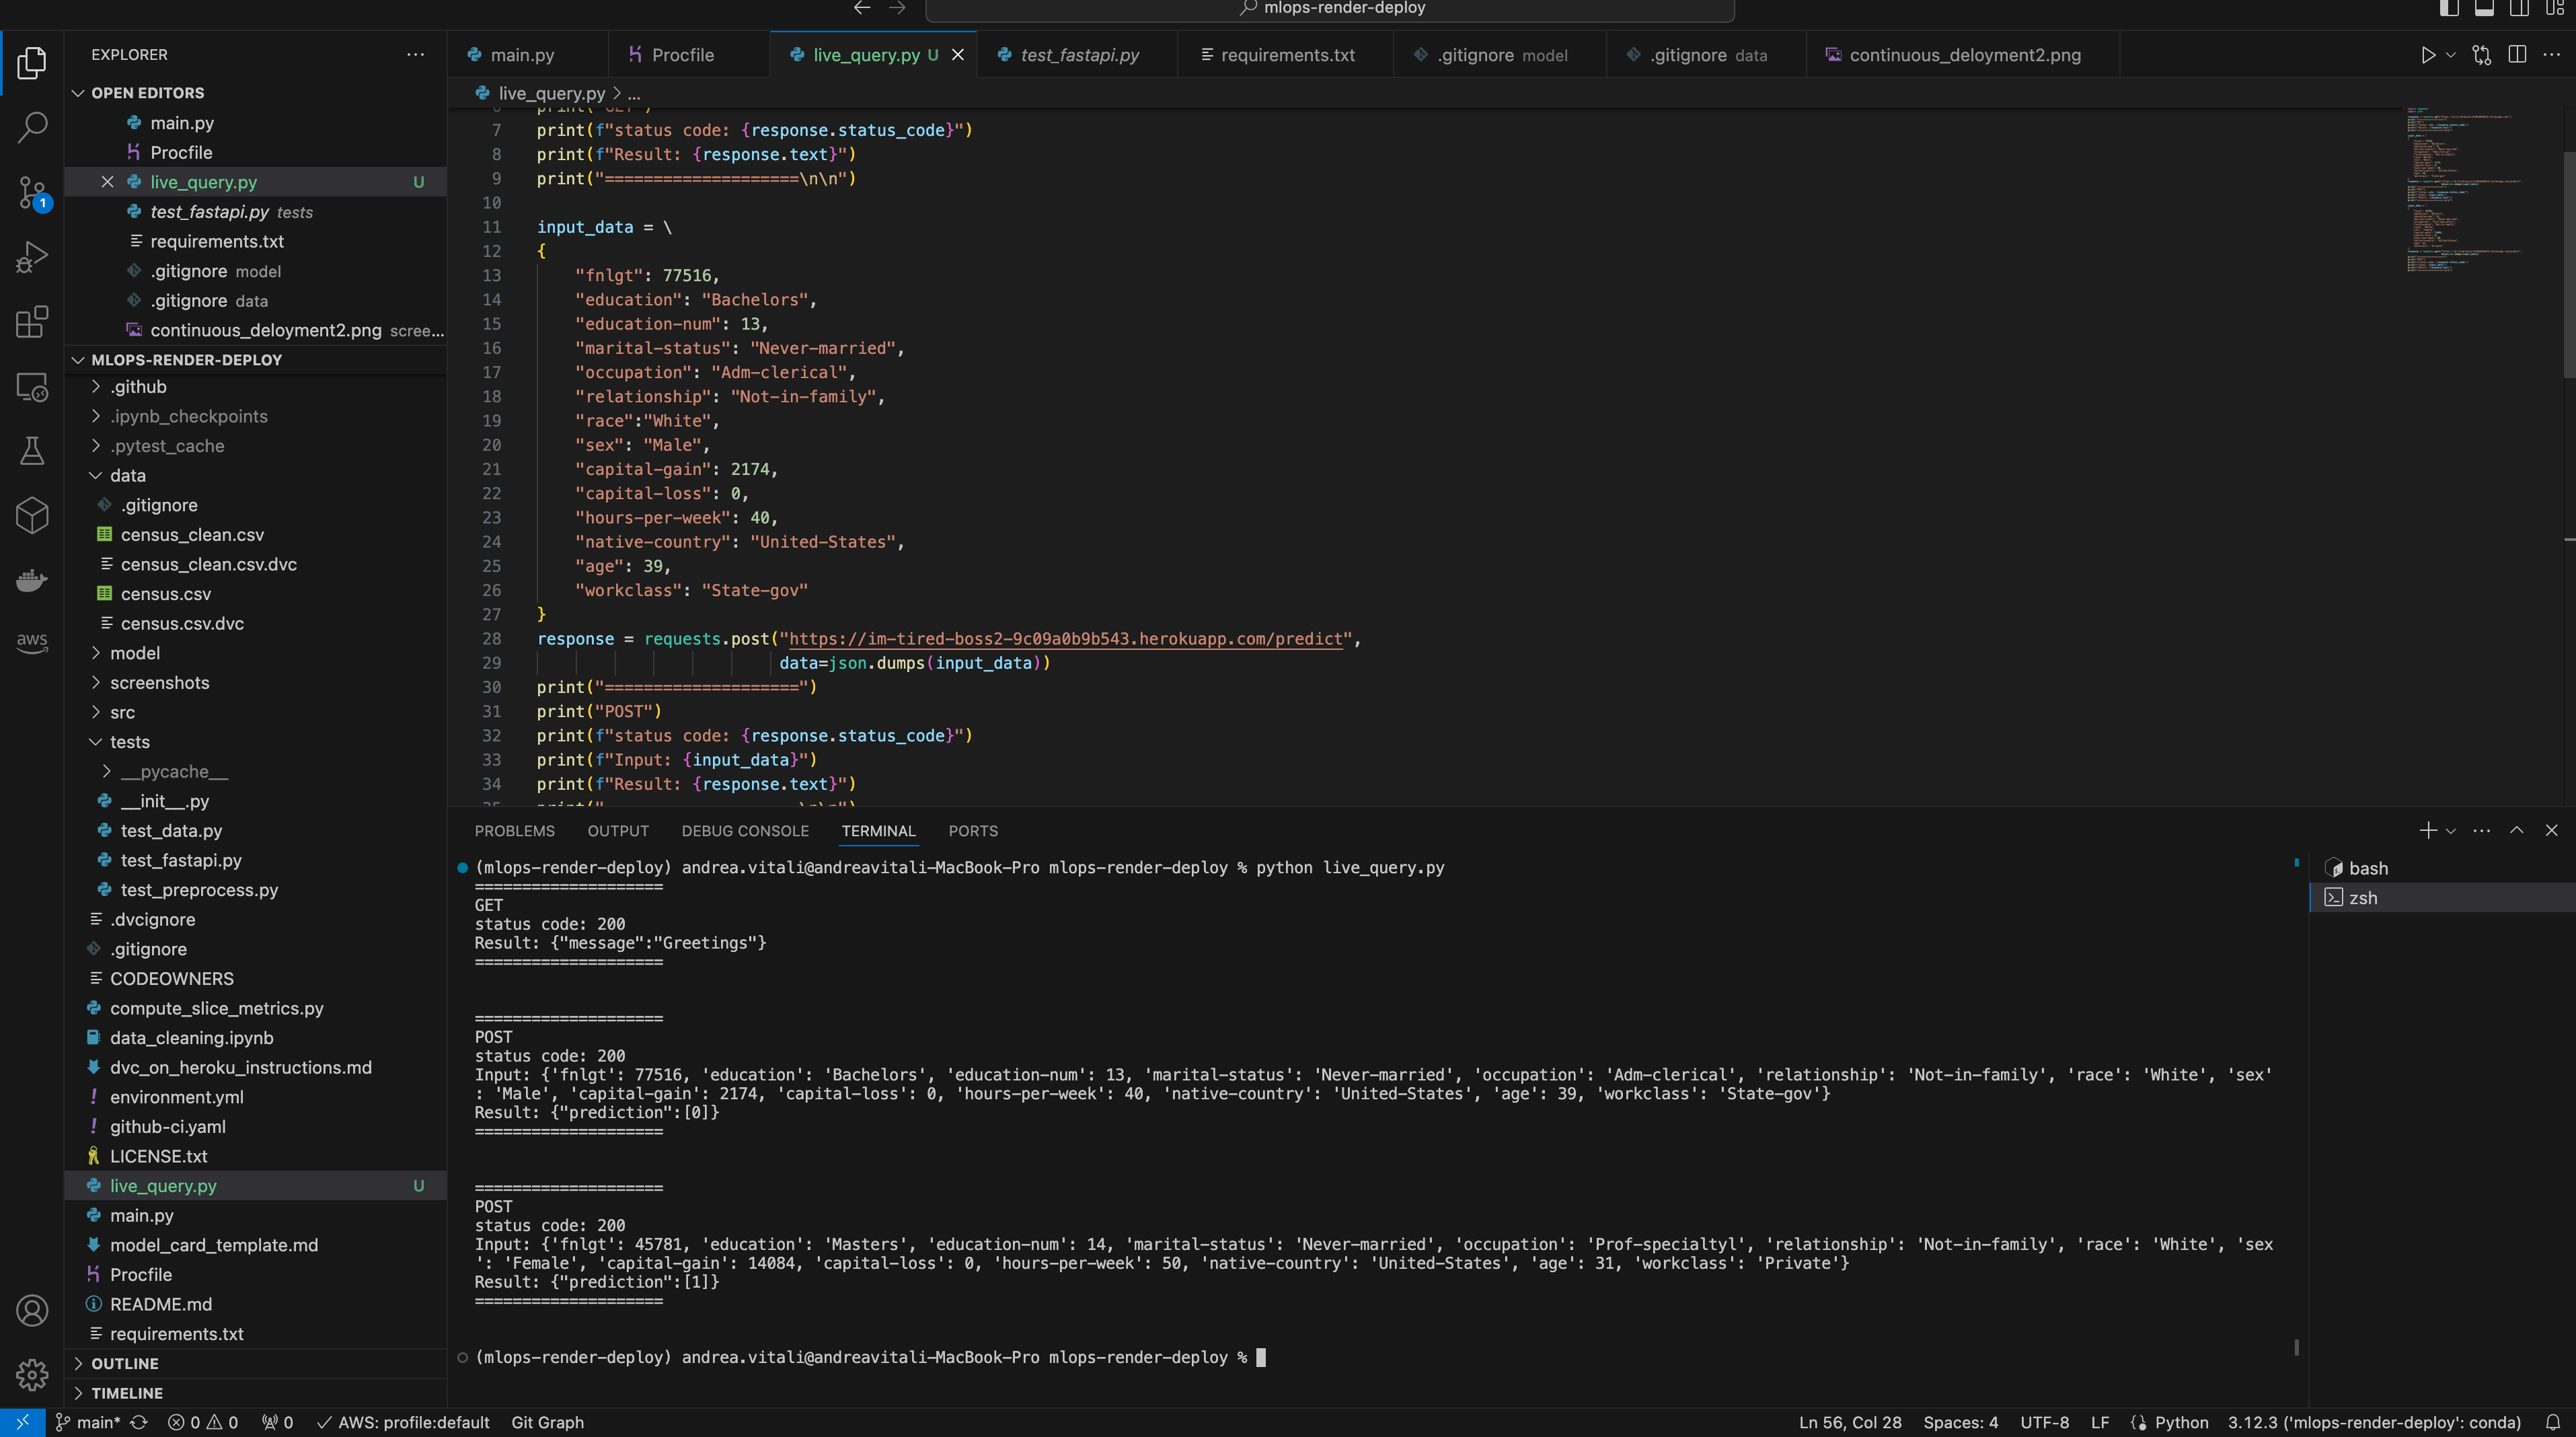 mlops-render-deploy
EXPLORER
OPEN EDITORS
main.py
Procfile
live_query.py U
test_fastapi.py tests
requirements.txt
.gitignore model
.gitignore data
continuous_deloyment2.png scree...
MLOPS-RENDER-DEPLOY
.github
.ipynb_checkpoints
.pytest_cache
data
.gitignore
census_clean.csv
census_clean.csv.dvc
census.csv
census.csv.dvc
model
screenshots
src
tests
__pycache__
__init__.py
test_data.py
test_fastapi.py
test_preprocess.py
.dvcignore
.gitignore
CODEOWNERS
compute_slice_metrics.py
data_cleaning.ipynb
dvc_on_heroku_instructions.md
environment.yml
github-ci.yaml
LICENSE.txt
live_query.py U
main.py
model_card_template.md
Procfile
README.md
requirements.txt
OUTLINE
TIMELINE
1
aws
main.py Procfile live_query.py U test_fastapi.py requirements.txt .gitignore model .gitignore data continuous_deloyment2.png
live_query.py > ...
7 print(f"status code: {response.status_code}")
8 print(f"Result: {response.text}")
9 print("====================\n\n")
10
11 input_data = \
12 {
13 "fnlgt": 77516,
14 "education": "Bachelors",
15 "education-num": 13,
16 "marital-status": "Never-married",
17 "occupation": "Adm-clerical",
18 "relationship": "Not-in-family",
19 "race":"White",
20 "sex": "Male",
21 "capital-gain": 2174,
22 "capital-loss": 0,
23 "hours-per-week": 40,
24 "native-country": "United-States",
25 "age": 39,
26 "workclass": "State-gov"
27 }
28 response = requests.post("https://im-tired-boss2-9c09a0b9b543.herokuapp.com/predict",
29 data=json.dumps(input_data))
30 print("====================")
31 print("POST")
32 print(f"status code: {response.status_code}")
33 print(f"Input: {input_data}")
34 print(f"Result: {response.text}")
PROBLEMS OUTPUT DEBUG CONSOLE TERMINAL PORTS
(mlops-render-deploy) andrea.vitali@andreavitali-MacBook-Pro mlops-render-deploy % python live_query.py
====================
GET
status code: 200
Result: {"message":"Greetings"}
====================
====================
POST
status code: 200
Input: {'fnlgt': 77516, 'education': 'Bachelors', 'education-num': 13, 'marital-status': 'Never-married', 'occupation': 'Adm-clerical', 'relationship': 'Not-in-family', 'race': 'White', 'sex'
: 'Male', 'capital-gain': 2174, 'capital-loss': 0, 'hours-per-week': 40, 'native-country': 'United-States', 'age': 39, 'workclass': 'State-gov'}
Result: {"prediction":[0]}
====================
====================
POST
status code: 200
Input: {'fnlgt': 45781, 'education': 'Masters', 'education-num': 14, 'marital-status': 'Never-married', 'occupation': 'Prof-specialtyl', 'relationship': 'Not-in-family', 'race': 'White', 'sex
': 'Female', 'capital-gain': 14084, 'capital-loss': 0, 'hours-per-week': 50, 'native-country': 'United-States', 'age': 31, 'workclass': 'Private'}
Result: {"prediction":[1]}
====================
(mlops-render-deploy) andrea.vitali@andreavitali-MacBook-Pro mlops-render-deploy %
bash
zsh
main* 0 0 0 AWS: profile:default Git Graph Ln 56, Col 28 Spaces: 4 UTF-8 LF Python 3.12.3 ('mlops-render-deploy': conda)